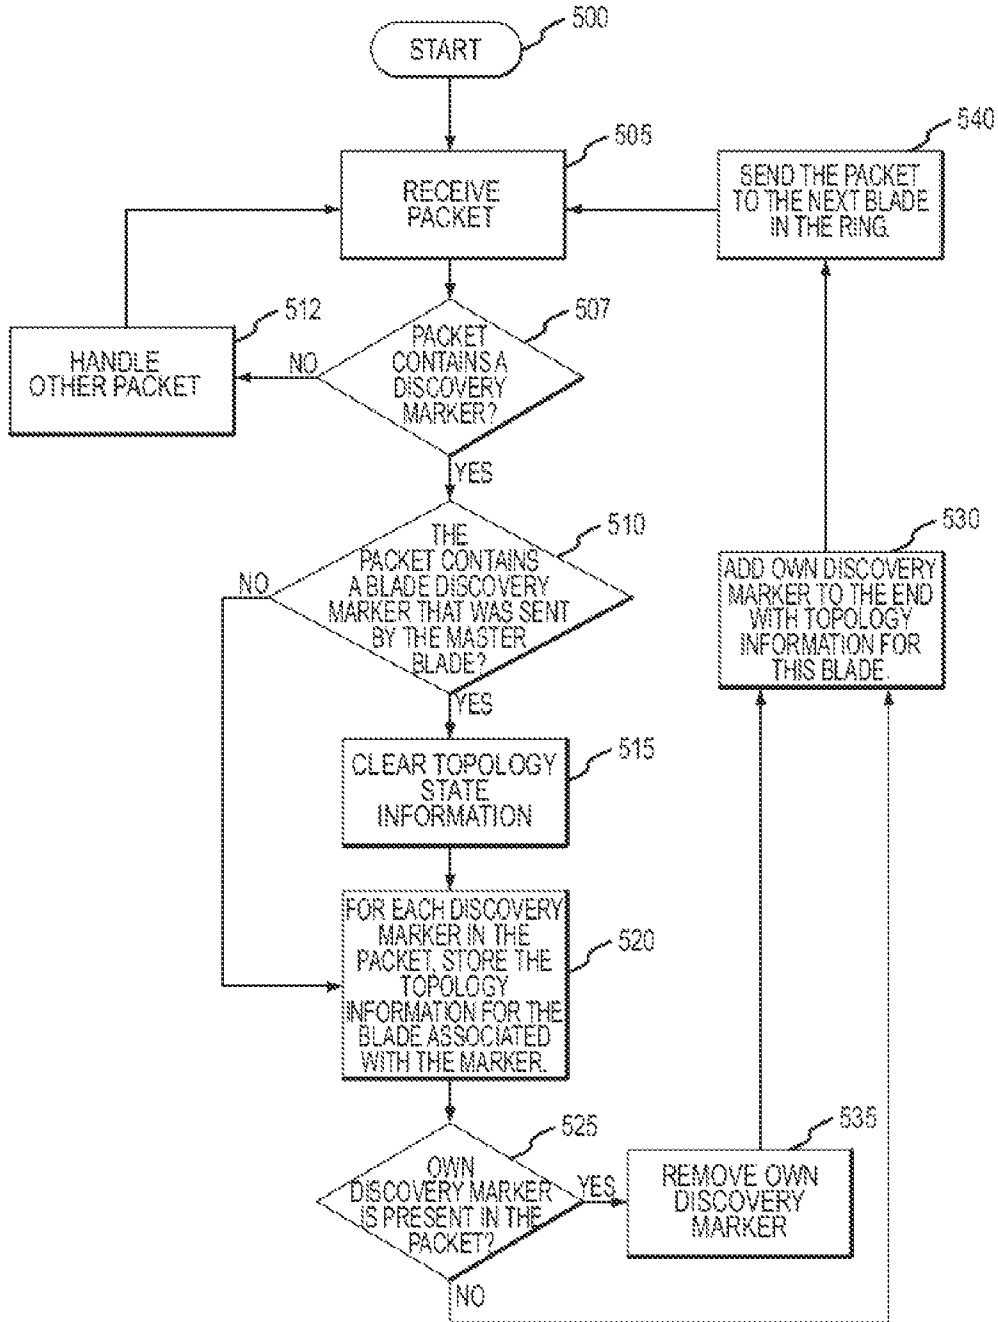 START
500
RECEIVE
PACKET
505
SEND THE PACKET
TO THE NEXT BLADE
IN THE RING.
540
HANDLE
OTHER PACKET
512
NO
PACKET
CONTAINS A
DISCOVERY
MARKER?
507
YES
THE
PACKET CONTAINS
A BLADE DISCOVERY
MARKER THAT WAS SENT
BY THE MASTER
BLADE?
510
NO
YES
ADD OWN DISCOVERY
MARKER TO THE END
WITH TOPOLOGY
INFORMATION FOR
THIS BLADE.
530
CLEAR TOPOLOGY
STATE
INFORMATION
515
FOR EACH DISCOVERY
MARKER IN THE
PACKET, STORE THE
TOPOLOGY
INFORMATION FOR THE
BLADE ASSOCIATED
WITH THE MARKER.
520
OWN
DISCOVERY MARKER
IS PRESENT IN THE
PACKET?
525
YES
NO
REMOVE OWN
DISCOVERY
MARKER
535